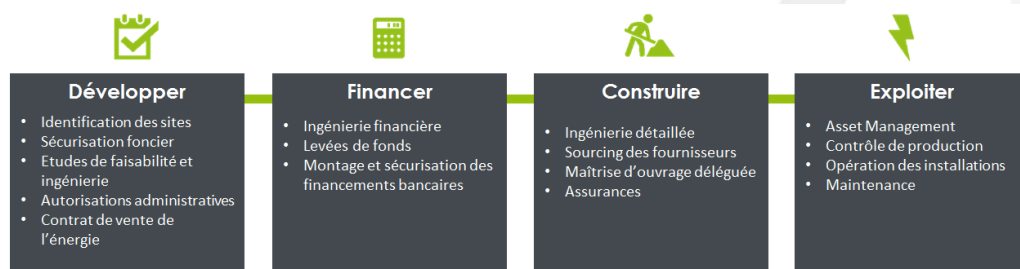 Développer
• Identification des sites
• Sécurisation foncier
• Etudes de faisabilité et
ingénierie
• Autorisations administratives
• Contrat de vente de
l'énergie
Financer
• Ingénierie financière
• Levées de fonds
• Montage et sécurisation des
financements bancaires
Construire
• Ingénierie détaillée
• Sourcing des fournisseurs
• Maîtrise d'ouvrage déléguée
• Assurances
Exploiter
• Asset Management
• Contrôle de production
• Opération des installations
• Maintenance